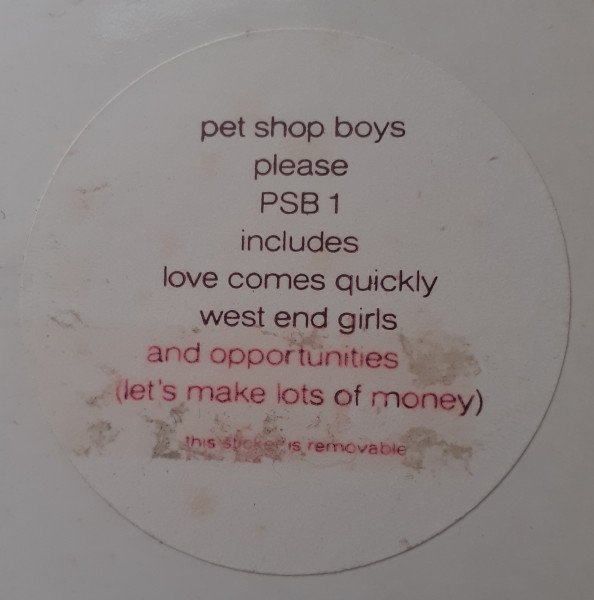 pet shop boys
please
PSB 1
includes
love comes quickly
west end girls
and opportunities
(let's make lots of money)
this sticker is removable